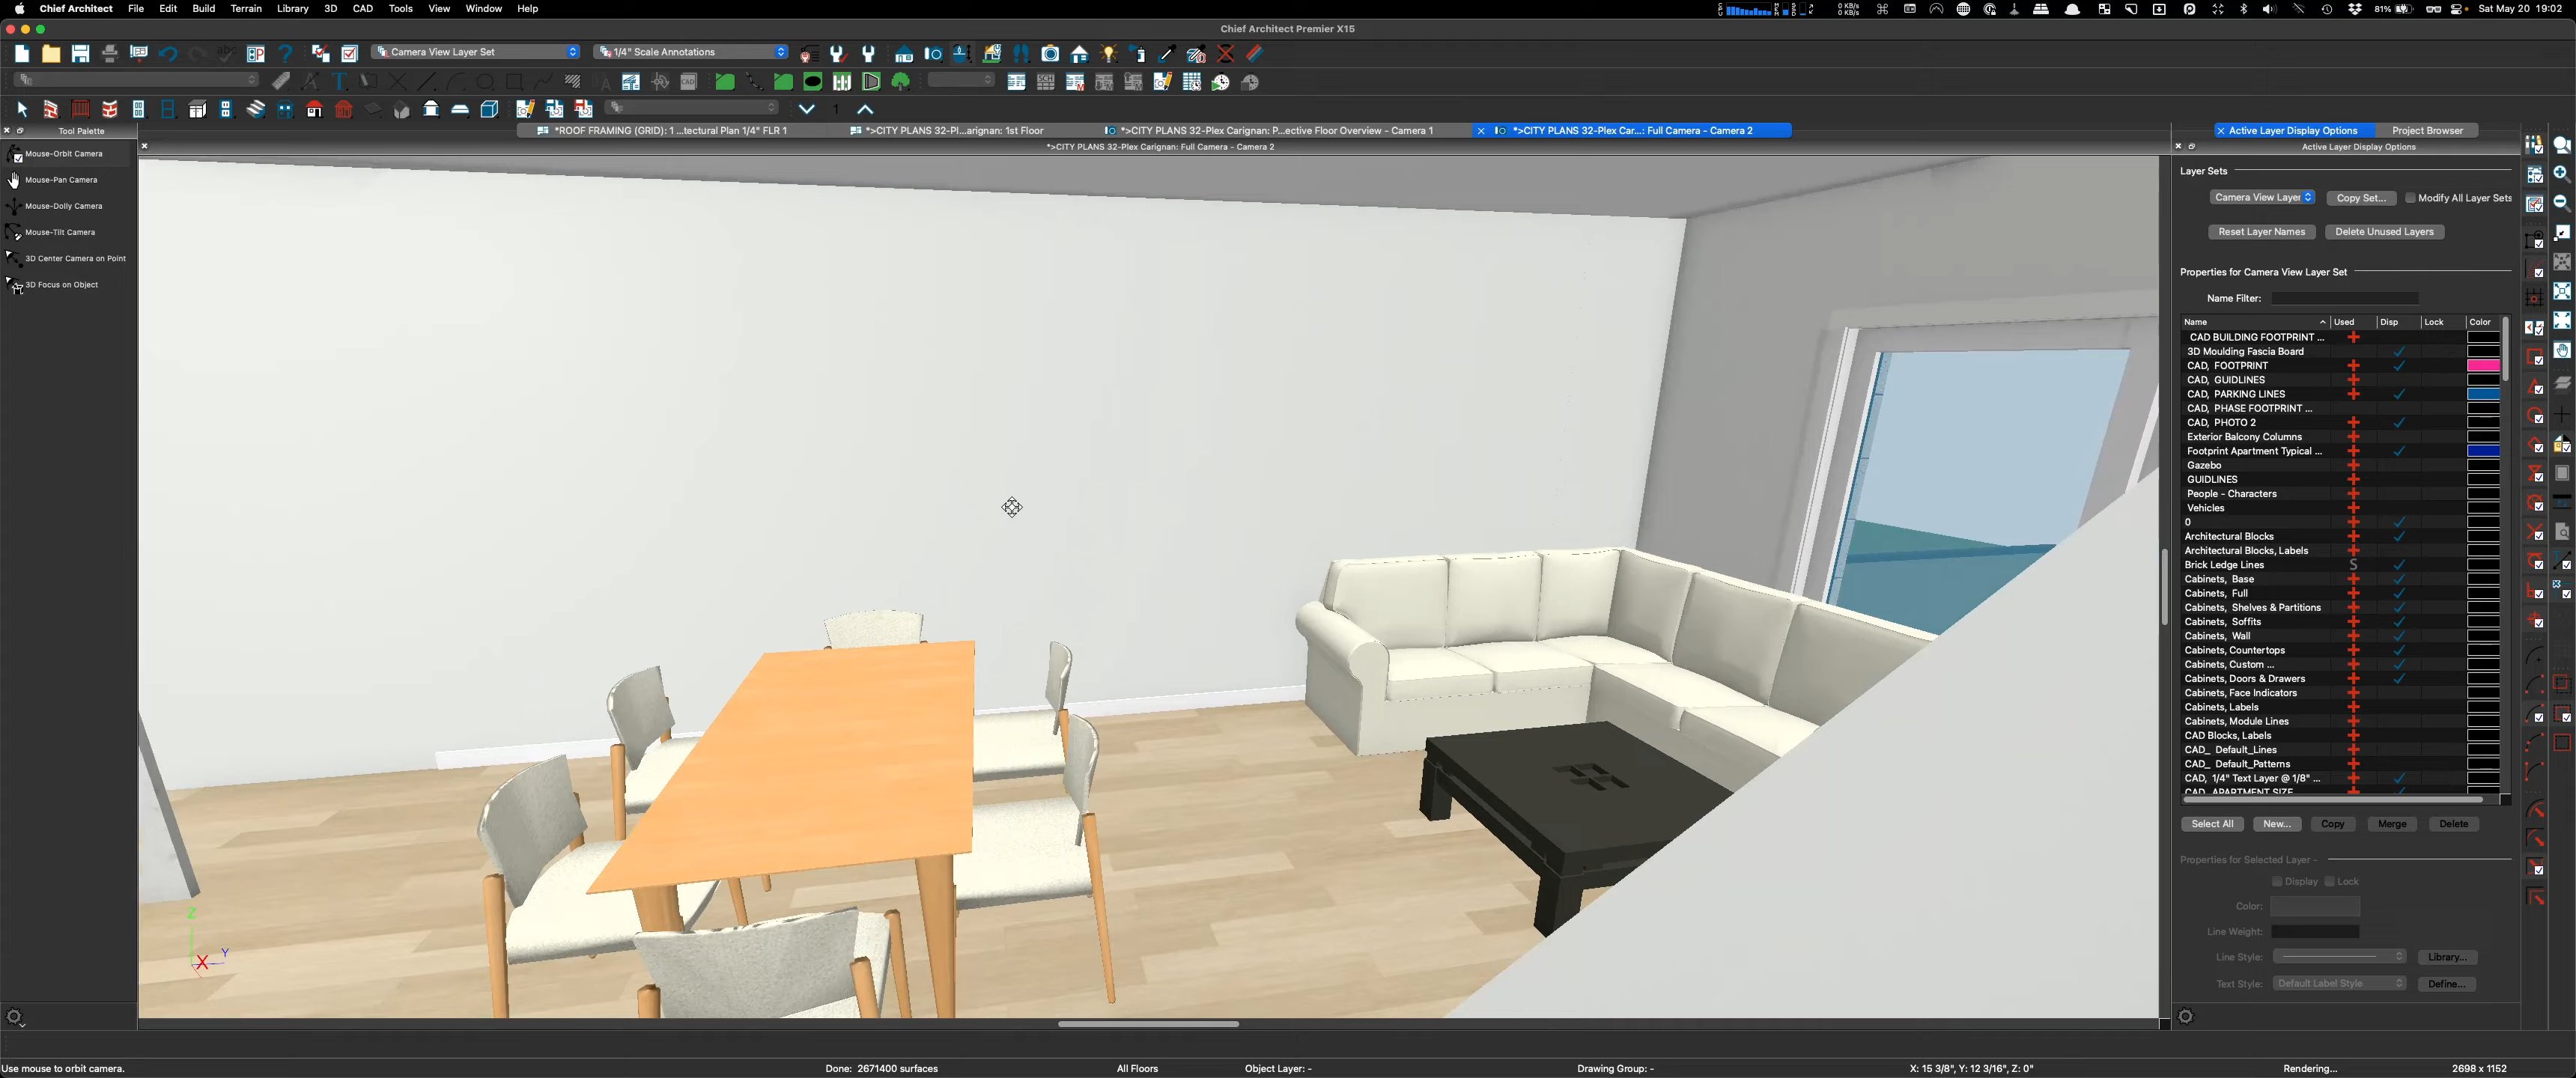 Chief Architect File Edit Build Terrain Library 3D CAD Tools View Window Help
0 KB/s
0 KB/s
81%
Sat May 20 19:02
Chief Architect Premier X15
Camera View Layer Set
1/4" Scale Annotations
1
Tool Palette
*ROOF FRAMING (GRID): 1 ...tectural Plan 1/4" FLR 1
*>CITY PLANS 32-Pl...arignan: 1st Floor
*>CITY PLANS 32-Plex Carignan: P...ective Floor Overview - Camera 1
*>CITY PLANS 32-Plex Car...: Full Camera - Camera 2
Active Layer Display Options
Project Browser
*>CITY PLANS 32-Plex Carignan: Full Camera - Camera 2
Active Layer Display Options
Mouse-Orbit Camera
Mouse-Pan Camera
Mouse-Dolly Camera
Mouse-Tilt Camera
3D Center Camera on Point
3D Focus on Object
Z
Y
X
Layer Sets
Camera View Layer
Copy Set...
Modify All Layer Sets
Reset Layer Names
Delete Unused Layers
Properties for Camera View Layer Set
Name Filter:
Name Used Disp Lock Color
CAD BUILDING FOOTPRINT ...
3D Moulding Fascia Board
CAD, FOOTPRINT
CAD, GUIDLINES
CAD, PARKING LINES
CAD, PHASE FOOTPRINT ...
CAD, PHOTO 2
Exterior Balcony Columns
Footprint Apartment Typical ...
Gazebo
GUIDLINES
People - Characters
Vehicles
0
Architectural Blocks
Architectural Blocks, Labels
Brick Ledge Lines S
Cabinets, Base
Cabinets, Full
Cabinets, Shelves & Partitions
Cabinets, Soffits
Cabinets, Wall
Cabinets, Countertops
Cabinets, Custom ...
Cabinets, Doors & Drawers
Cabinets, Face Indicators
Cabinets, Labels
Cabinets, Module Lines
CAD Blocks, Labels
CAD_ Default_Lines
CAD_ Default_Patterns
CAD, 1/4" Text Layer @ 1/8" ...
CAD, APARTMENT SIZE
Select All New... Copy Merge Delete
Properties for Selected Layer -
Display Lock
Color:
Line Weight:
Line Style: Library...
Text Style: Default Label Style Define...
Use mouse to orbit camera.
Done: 2671400 surfaces
All Floors
Object Layer: -
Drawing Group: -
X: 15 3/8", Y: 12 3/16", Z: 0"
Rendering...
2698 x 1152